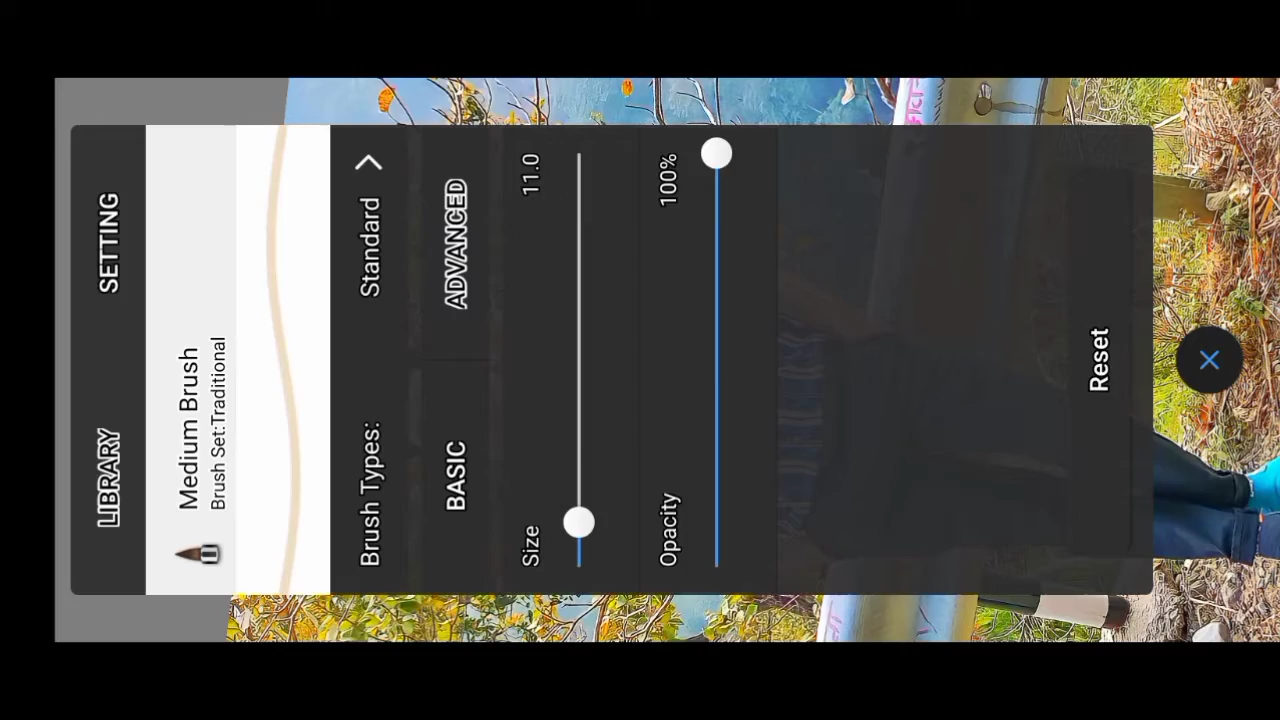 LIBRARY SETTING
Medium Brush
Brush Set:Traditional
Brush Types: Standard
BASIC ADVANCED
Size 11.0
Opacity 100%
Reset